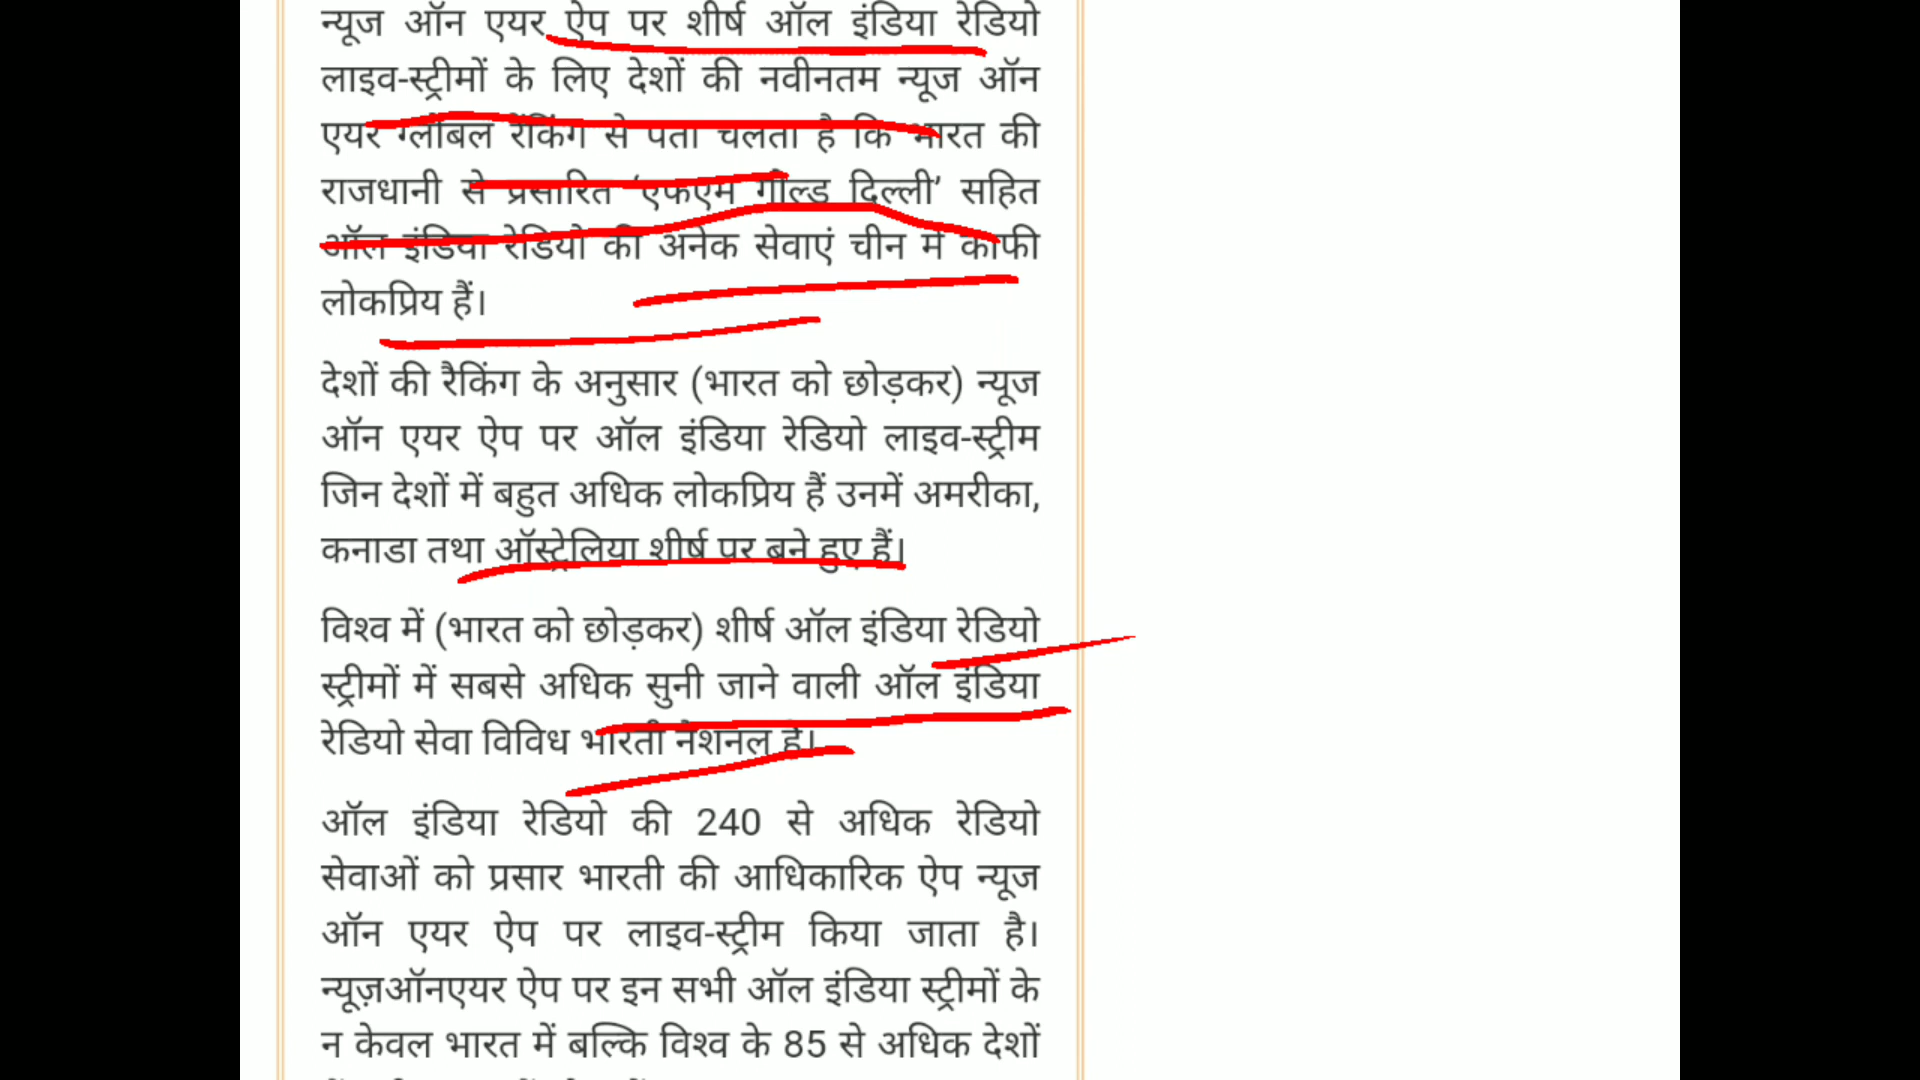 न्यूज ऑन एयर ऐप पर शीर्ष ऑल इंडिया रेडियो
लाइव-स्ट्रीमों के लिए देशों की नवीनतम न्यूज ऑन
एयर ग्लोबल रैंकिंग से पता चलता है कि भारत की
राजधानी से प्रसारित ‘एफएम गोल्ड दिल्ली’ सहित
ऑल इंडिया रेडियो की अनेक सेवाएं चीन में काफी
लोकप्रिय हैं।
देशों की रैकिंग के अनुसार (भारत को छोड़कर) न्यूज
ऑन एयर ऐप पर ऑल इंडिया रेडियो लाइव-स्ट्रीम
जिन देशों में बहुत अधिक लोकप्रिय हैं उनमें अमरीका,
कनाडा तथा ऑस्ट्रेलिया शीर्ष पर बने हुए हैं।
विश्व में (भारत को छोड़कर) शीर्ष ऑल इंडिया रेडियो
स्ट्रीमों में सबसे अधिक सुनी जाने वाली ऑल इंडिया
रेडियो सेवा विविध भारती नेशनल है।
ऑल इंडिया रेडियो की 240 से अधिक रेडियो
सेवाओं को प्रसार भारती की आधिकारिक ऐप न्यूज
ऑन एयर ऐप पर लाइव-स्ट्रीम किया जाता है।
न्यूज़ऑनएयर ऐप पर इन सभी ऑल इंडिया स्ट्रीमों के
न केवल भारत में बल्कि विश्व के 85 से अधिक देशों